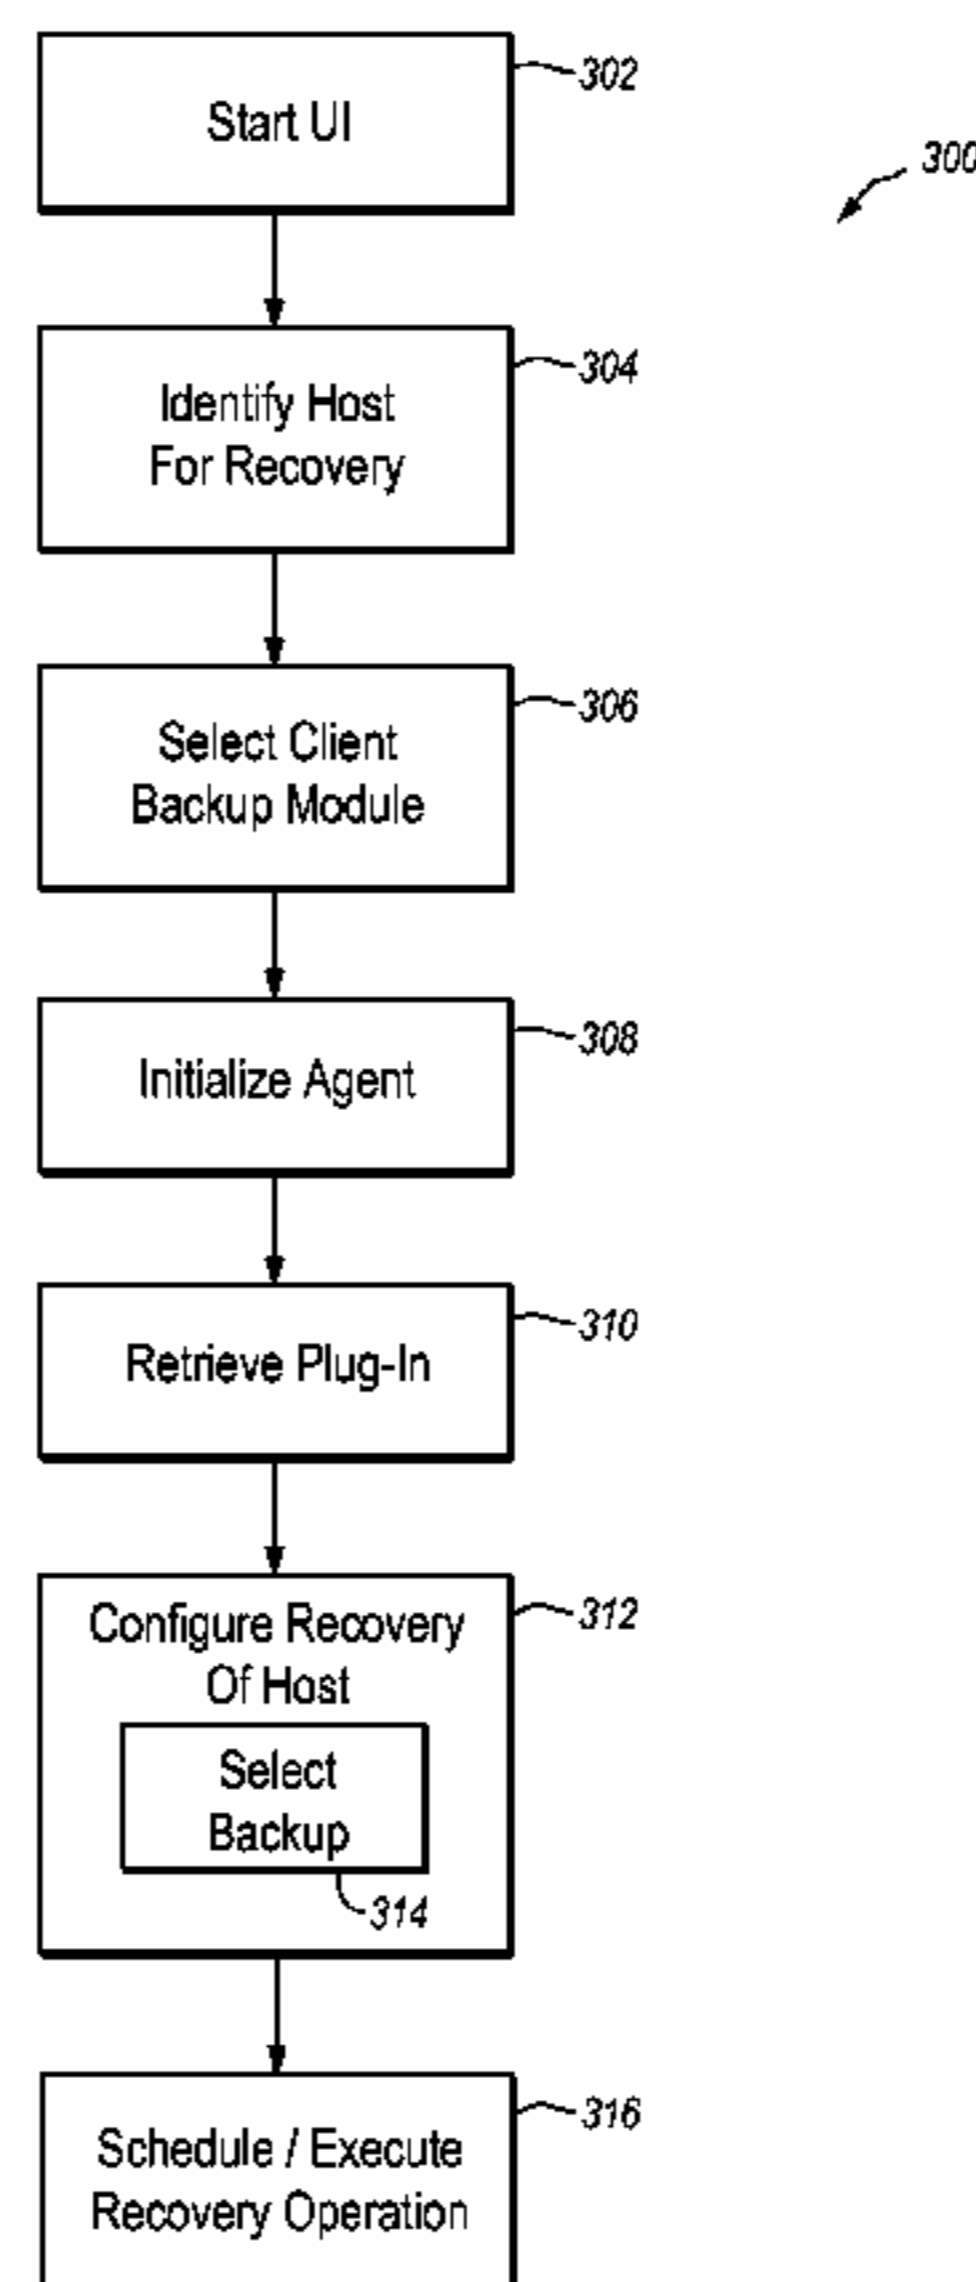 302
Start UI
300
304
Identify Host
For Recovery
306
Select Client
Backup Module
308
Initialize Agent
310
Retrieve Plug-In
312
Configure Recovery
Of Host
Select
Backup
314
316
Schedule / Execute
Recovery Operation